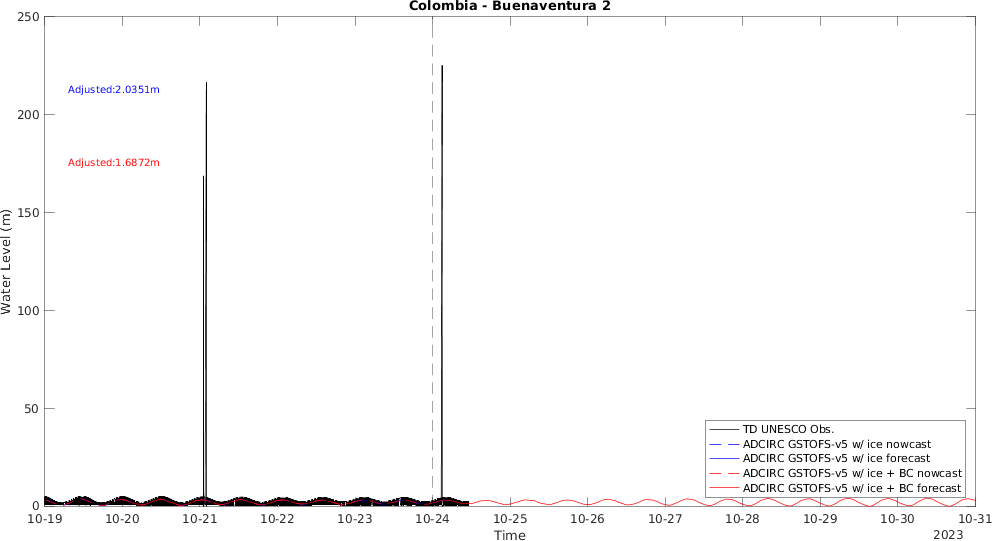 Colombia - Buenaventura 2
250
200
150
100
50
0
Water Level (m)
Adjusted:2.0351m
Adjusted:1.6872m
TD UNESCO Obs.
ADCIRC GSTOFS-v5 w/ ice nowcast
ADCIRC GSTOFS-v5 w/ ice forecast
ADCIRC GSTOFS-v5 w/ ice + BC nowcast
ADCIRC GSTOFS-v5 w/ ice + BC forecast
10-19 10-20 10-21 10-22 10-23 10-24 10-25 10-26 10-27 10-28 10-29 10-30 10-31
Time
2023